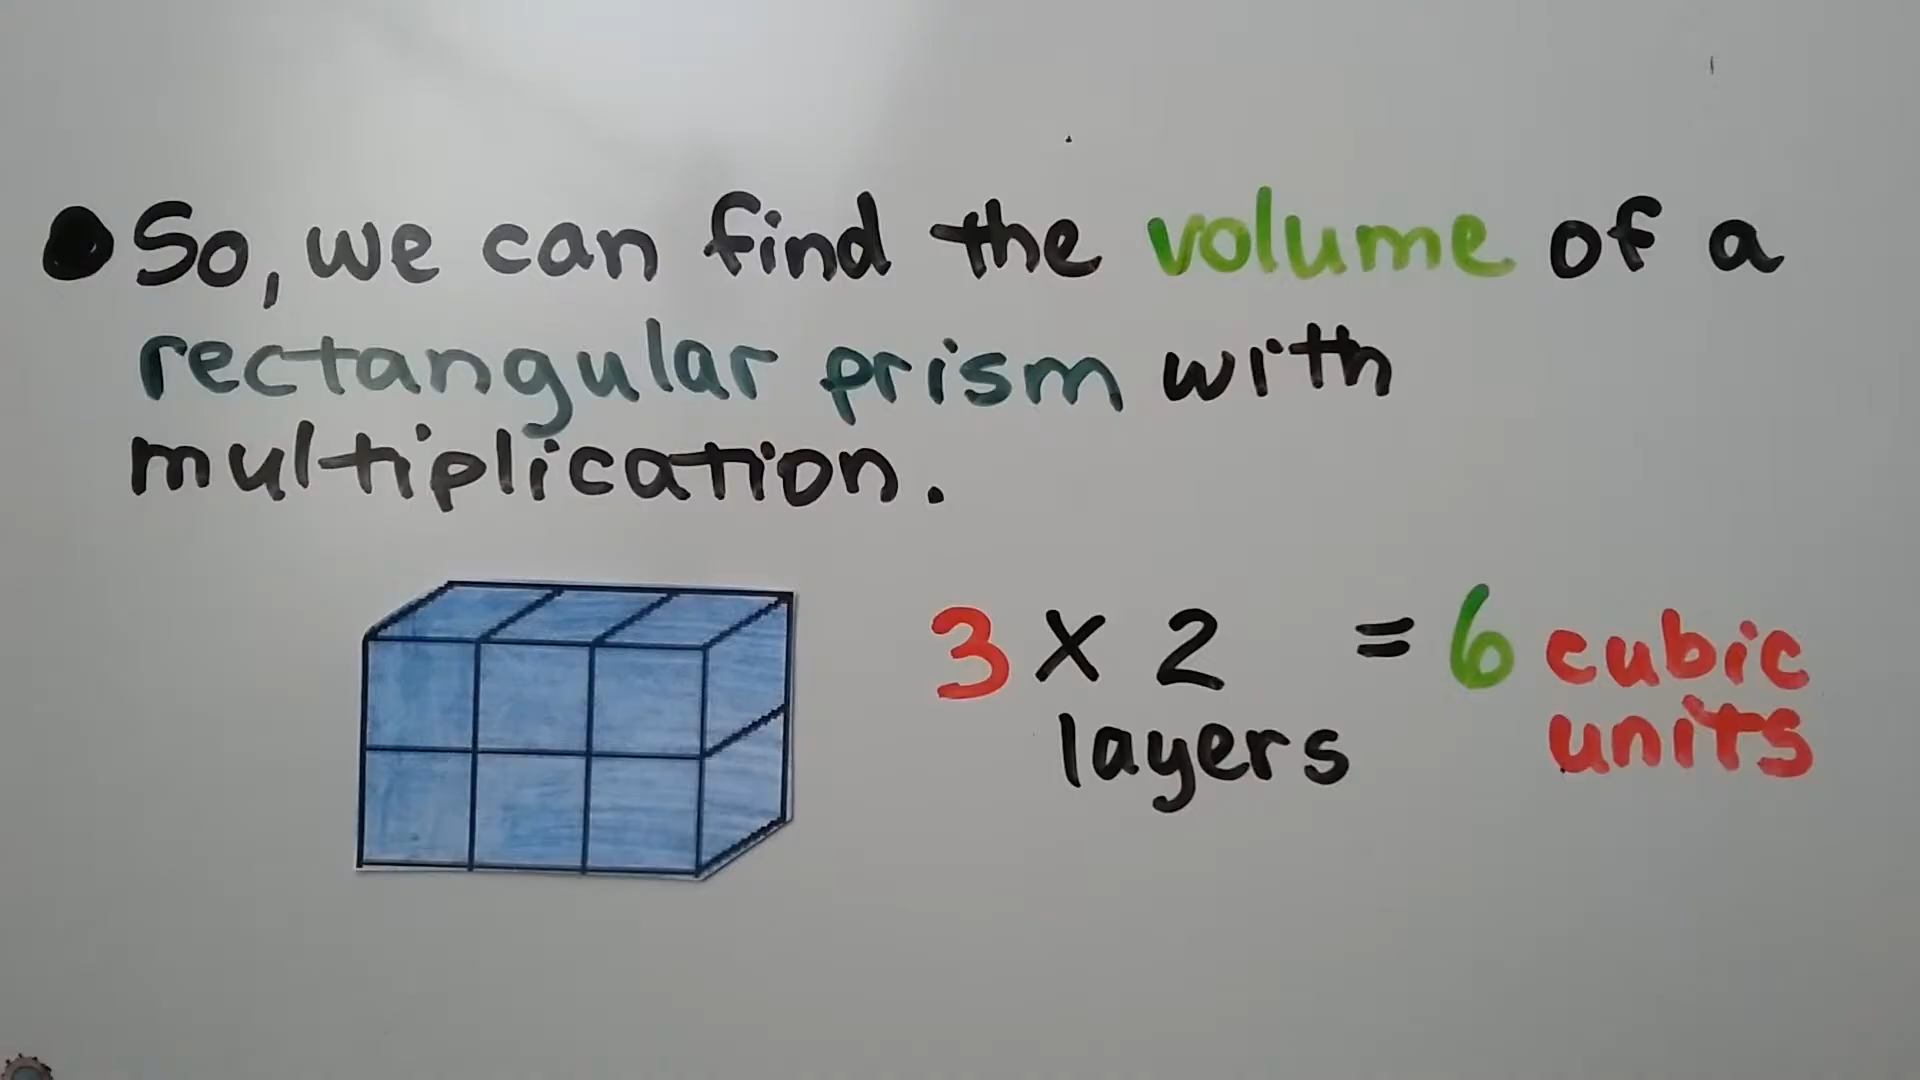 So, we can find the volume of a
rectangular prism with
multiplication.
3 x 2 = 6 cubic
layers units